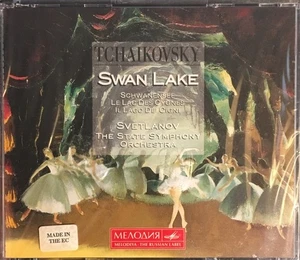 TCHAIKOVSKY
SWAN LAKE
SCHWANENSEE
LE LAC DES CYGNES
IL LAGO DEI CIGNI
SVETLANOV
THE STATE SYMPHONY
ORCHESTRA
MADE IN
THE EC
МЕЛОДИЯ
MELODIYA · THE RUSSIAN LABEL